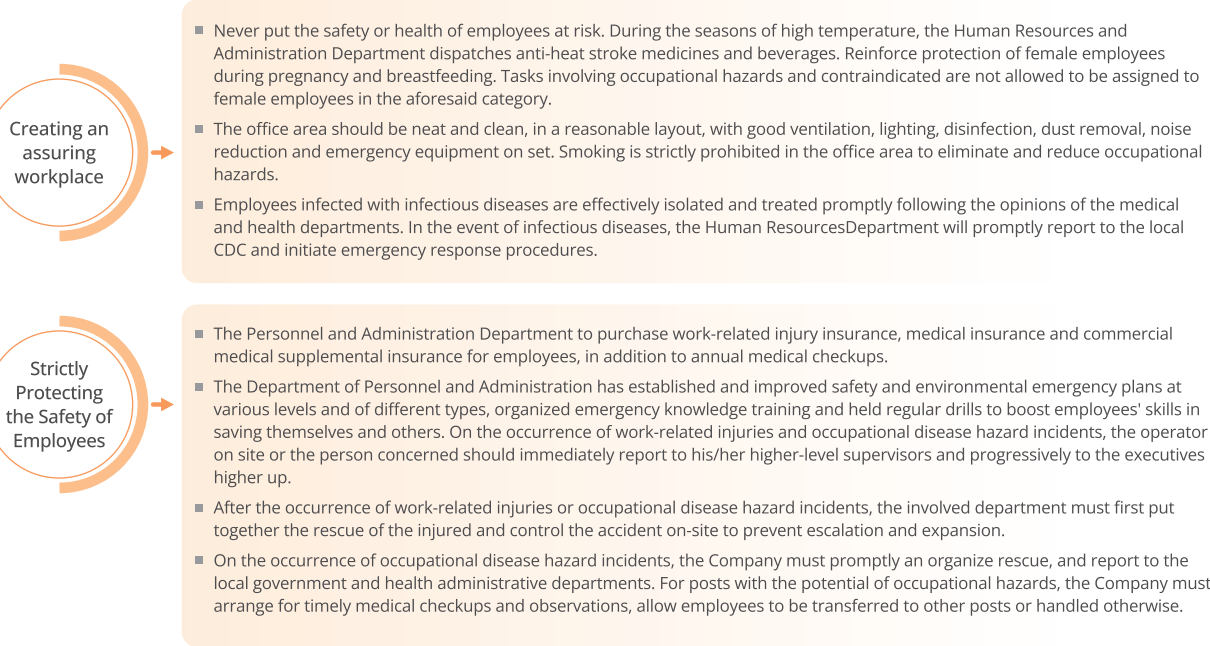 Creating an
assuring
workplace
Never put the safety or health of employees at risk. During the seasons of high temperature, the Human Resources and
Administration Department dispatches anti-heat stroke medicines and beverages. Reinforce protection of female employees
during pregnancy and breastfeeding. Tasks involving occupational hazards and contraindicated are not allowed to be assigned to
female employees in the aforesaid category.
The office area should be neat and clean, in a reasonable layout, with good ventilation, lighting, disinfection, dust removal, noise
reduction and emergency equipment on set. Smoking is strictly prohibited in the office area to eliminate and reduce occupational
hazards.
Employees infected with infectious diseases are effectively isolated and treated promptly following the opinions of the medical
and health departments. In the event of infectious diseases, the Human ResourcesDepartment will promptly report to the local
CDC and initiate emergency response procedures.
Strictly
Protecting
the Safety of
Employees
The Personnel and Administration Department to purchase work-related injury insurance, medical insurance and commercial
medical supplemental insurance for employees, in addition to annual medical checkups.
The Department of Personnel and Administration has established and improved safety and environmental emergency plans at
various levels and of different types, organized emergency knowledge training and held regular drills to boost employees' skills in
saving themselves and others. On the occurrence of work-related injuries and occupational disease hazard incidents, the operator
on site or the person concerned should immediately report to his/her higher-level supervisors and progressively to the executives
higher up.
After the occurrence of work-related injuries or occupational disease hazard incidents, the involved department must first put
together the rescue of the injured and control the accident on-site to prevent escalation and expansion.
On the occurrence of occupational disease hazard incidents, the Company must promptly an organize rescue, and report to the
local government and health administrative departments. For posts with the potential of occupational hazards, the Company must
arrange for timely medical checkups and observations, allow employees to be transferred to other posts or handled otherwise.